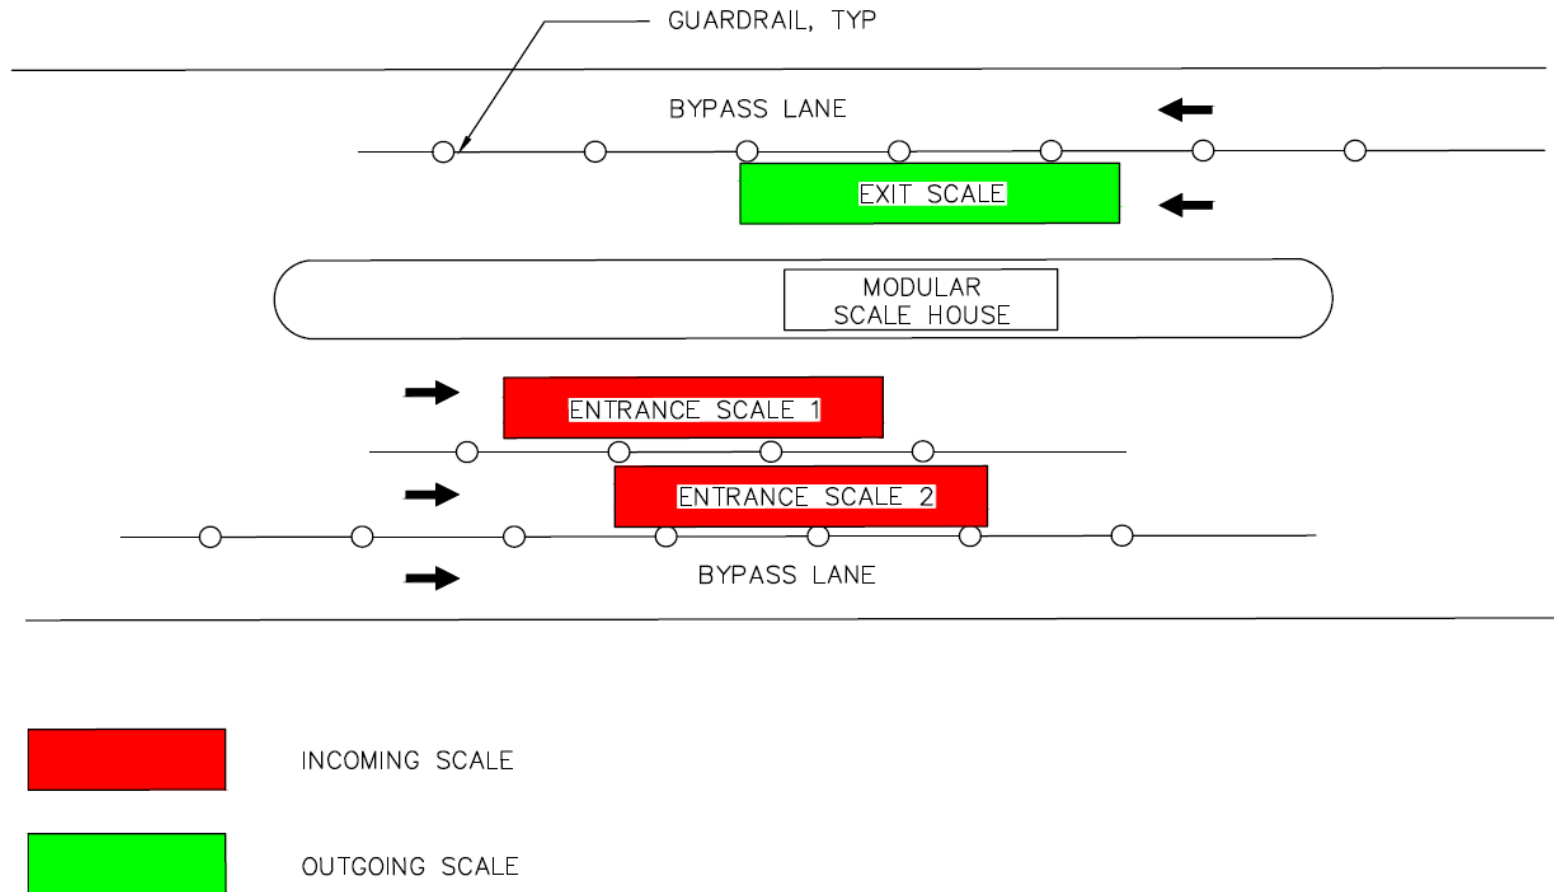 GUARDRAIL, TYP
BYPASS LANE
EXIT SCALE
MODULAR
SCALE HOUSE
ENTRANCE SCALE 1
ENTRANCE SCALE 2
BYPASS LANE
INCOMING SCALE
OUTGOING SCALE